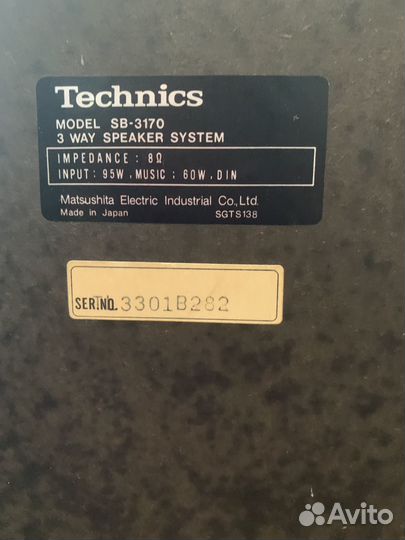 Technics
MODEL SB-3170
3 WAY SPEAKER SYSTEM
IMPEDANCE : 8Ω
INPUT : 95W, MUSIC ; 60W, DIN
Matsushita Electric Industrial Co., Ltd.
Made in Japan SGTS138
SER.NO. 3301B282
Avito